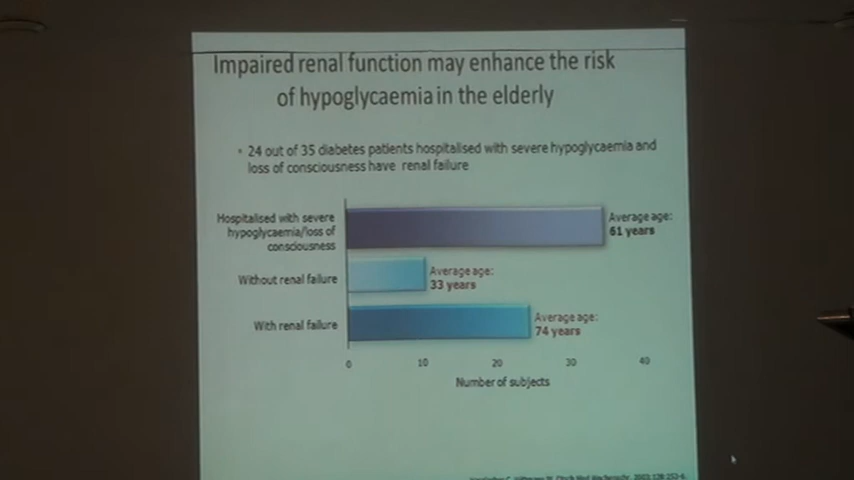 Impaired renal function may enhance the risk
of hypoglycaemia in the elderly
• 24 out of 35 diabetes patients hospitalised with severe hypoglycaemia and
loss of consciousness have renal failure
Hospitalised with severe
hypoglycaemia/loss of
consciousness
Average age:
61 years
Without renal failure
Average age:
33 years
With renal failure
Average age:
74 years
0 10 20 30 40
Number of subjects